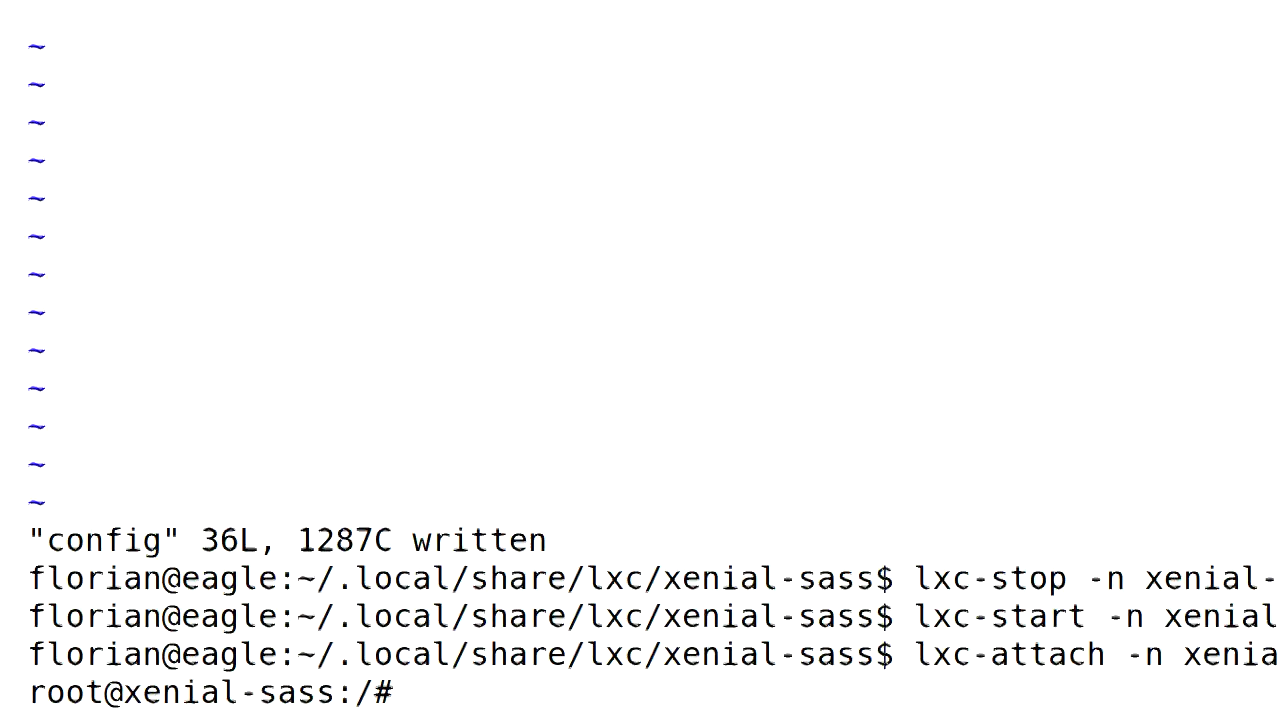 ~
~
~
~
~
~
~
~
~
~
~
~
~
"config" 36L, 1287C written
florian@eagle:~/.local/share/lxc/xenial-sass$ lxc-stop -n xenial-
florian@eagle:~/.local/share/lxc/xenial-sass$ lxc-start -n xenial
florian@eagle:~/.local/share/lxc/xenial-sass$ lxc-attach -n xenia
root@xenial-sass:/#